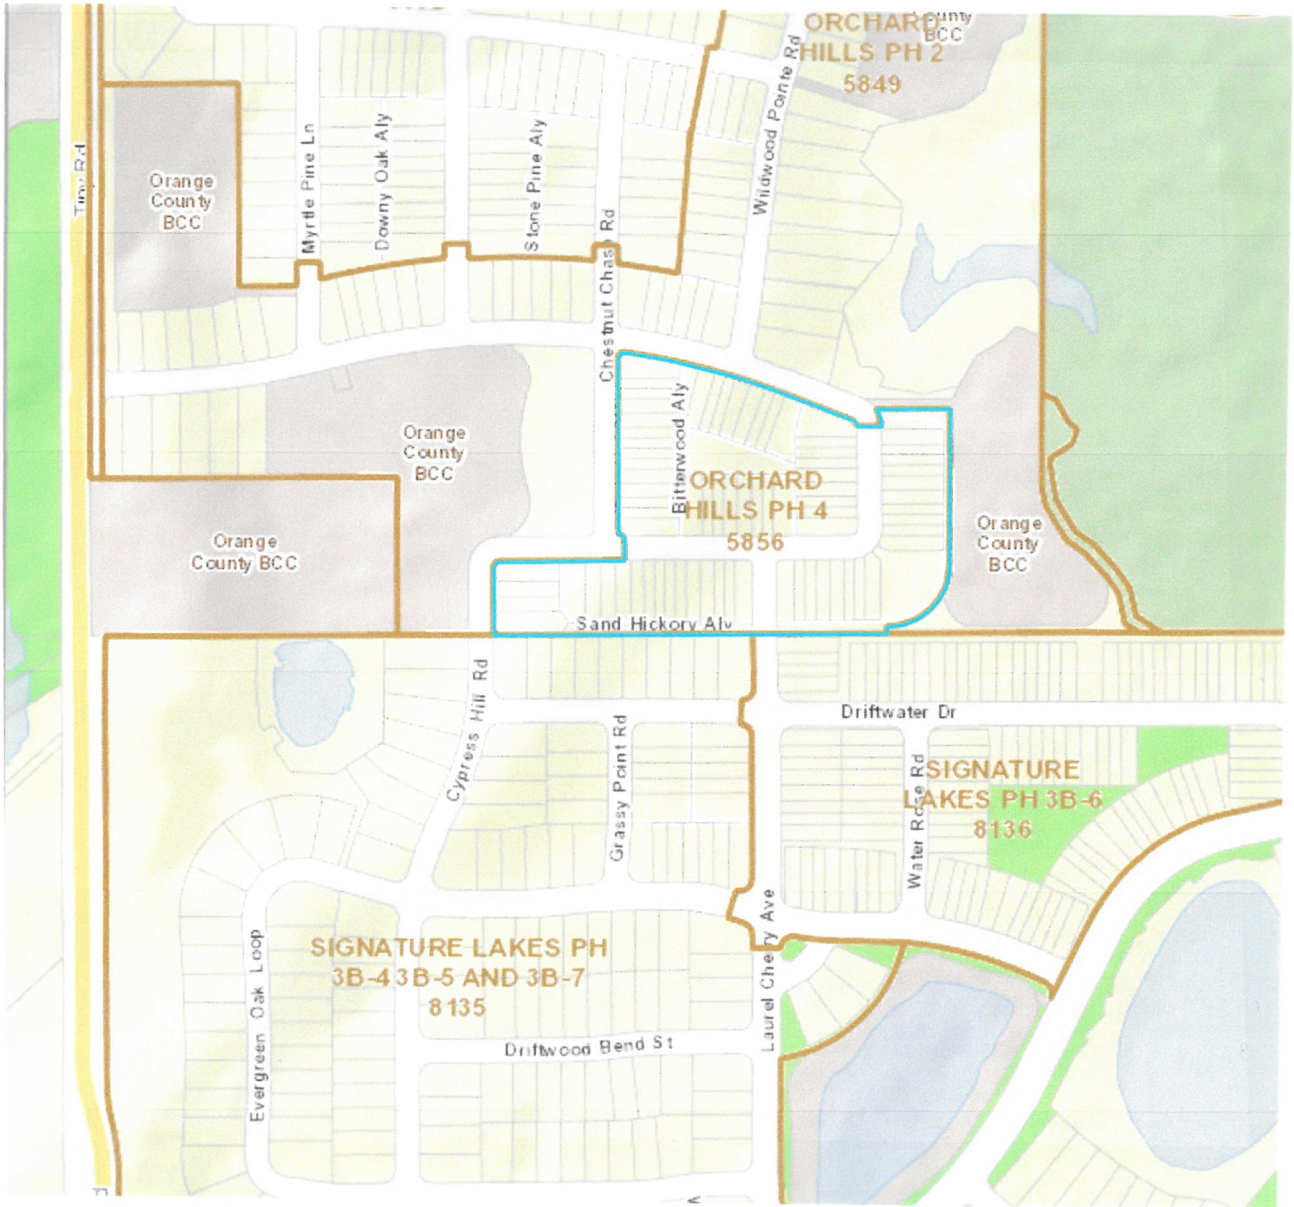 ORCHARD
HILLS PH 2
5849
BCC
Tiny Rd
Orange
County
BCC
Myrtle Pine Ln
Downy Oak Aly
Stone Pine Aly
Chestnut Chase Rd
Wildwood Pointe Rd
Orange
County
BCC
Bitterwood Aly
ORCHARD
HILLS PH 4
5856
Orange
County BCC
Orange
County
BCC
Sand Hickory Aly
Cypress Hill Rd
Grassy Point Rd
Driftwater Dr
Water Rose Rd
SIGNATURE
LAKES PH 3B-6
8136
Laurel Cherry Ave
Evergreen Oak Loop
SIGNATURE LAKES PH
3B-4 3B-5 AND 3B-7
8135
Driftwood Bend St